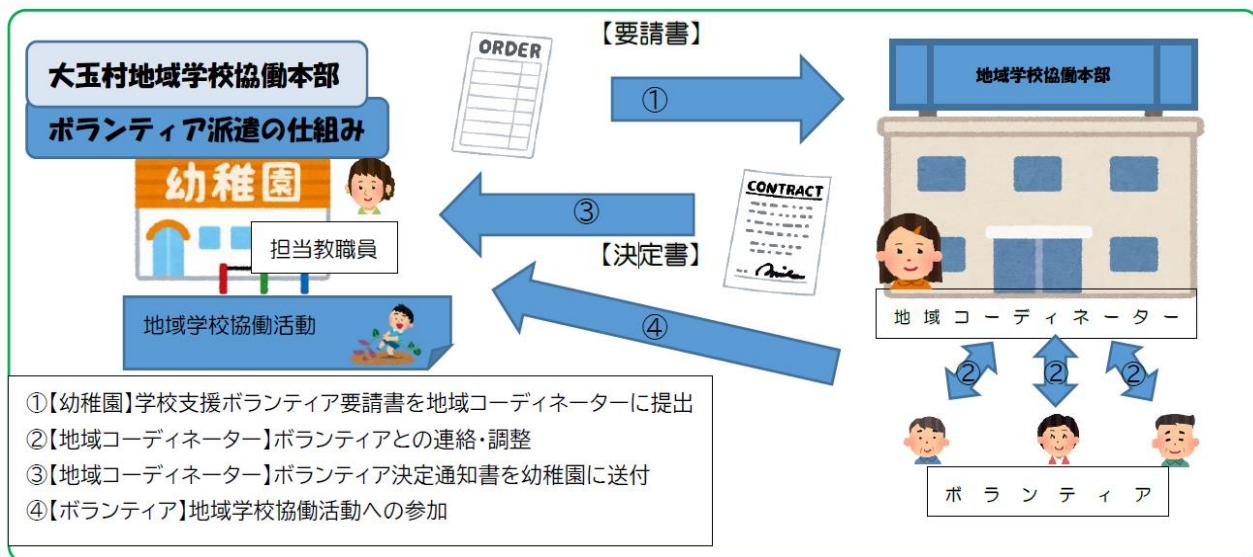 大玉村地域学校協働本部
ボランティア派遣の仕組み
幼稚園
担当教職員
地域学校協働活動
ORDER
【要請書】
①
③
CONTRACT
【決定書】
④
地域学校協働本部
地域コーディネーター
② ② ②
ボランティア
①【幼稚園】学校支援ボランティア要請書を地域コーディネーターに提出
②【地域コーディネーター】ボランティアとの連絡・調整
③【地域コーディネーター】ボランティア決定通知書を幼稚園に送付
④【ボランティア】地域学校協働活動への参加